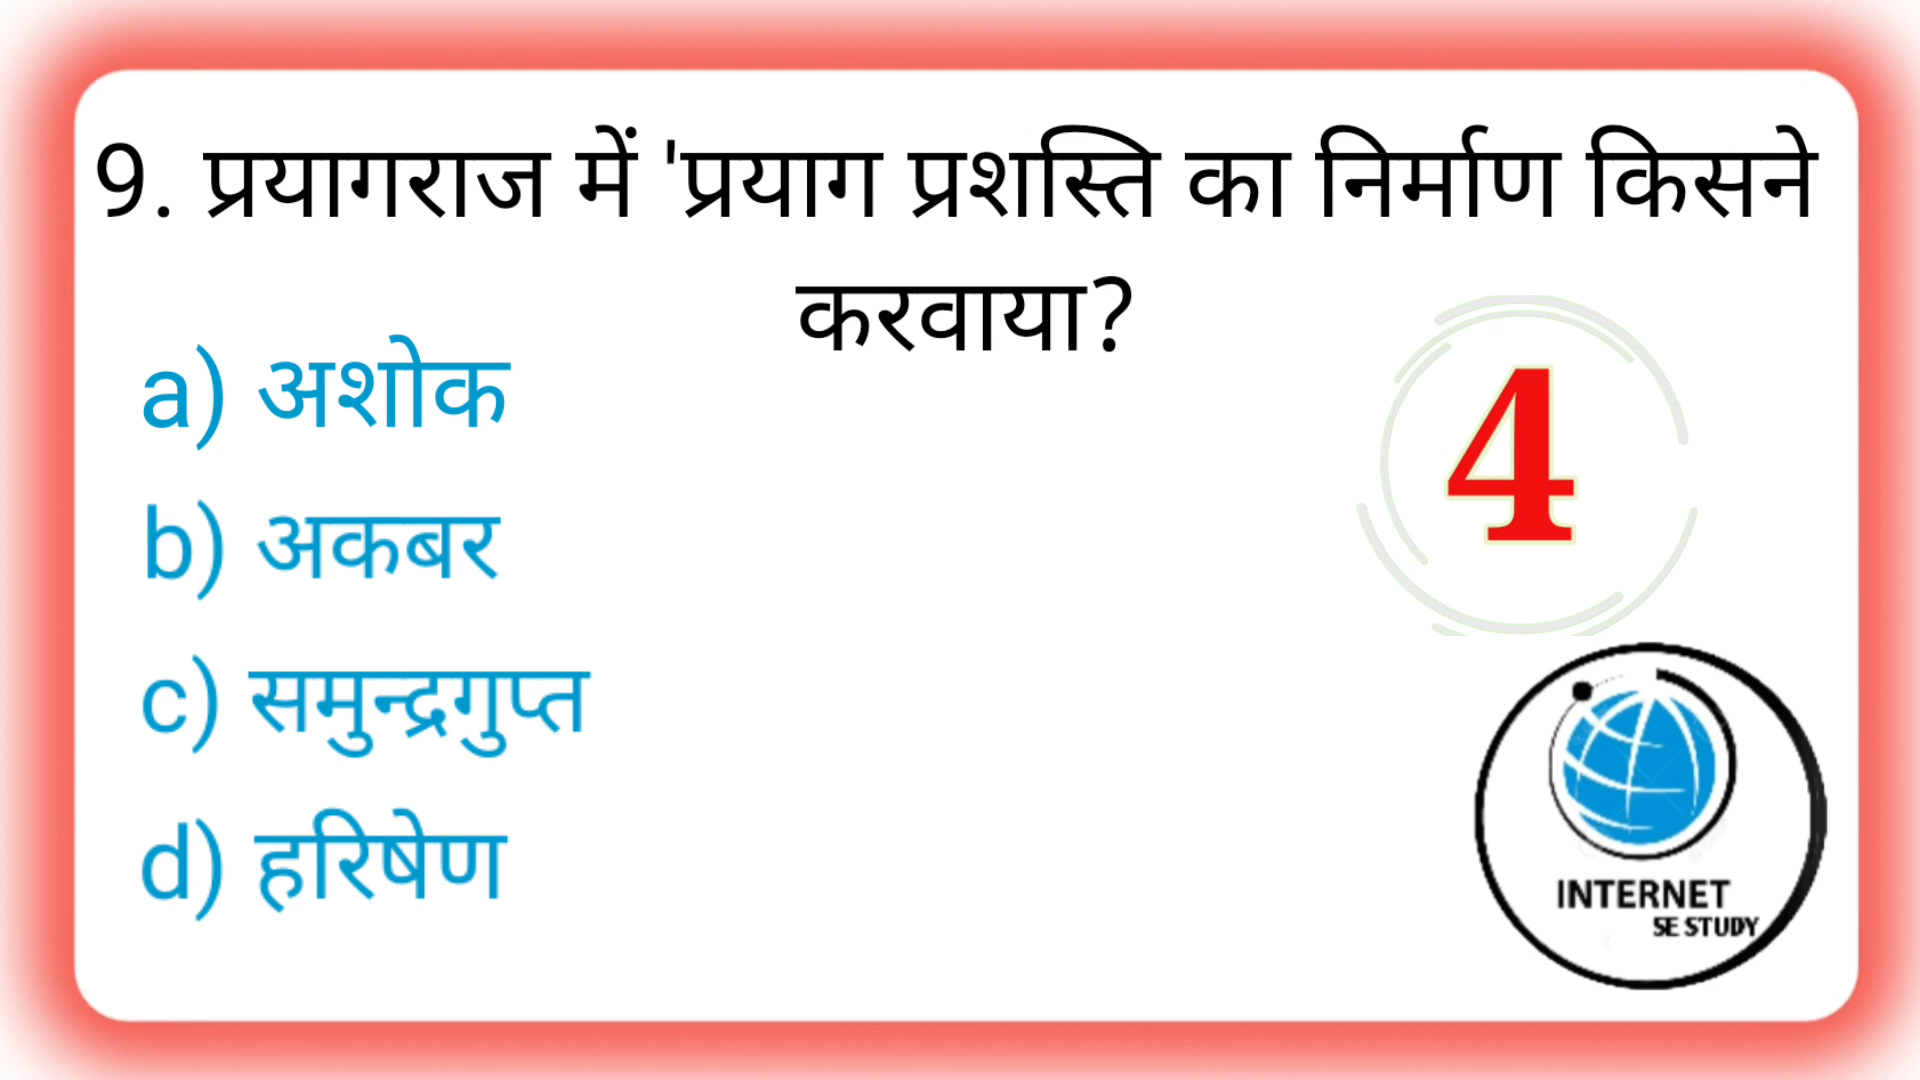 9. प्रयागराज में 'प्रयाग प्रशस्ति का निर्माण किसने
करवाया?
a) अशोक
b) अकबर
c) समुन्द्रगुप्त
d) हरिषेण
4
INTERNET
SE STUDY